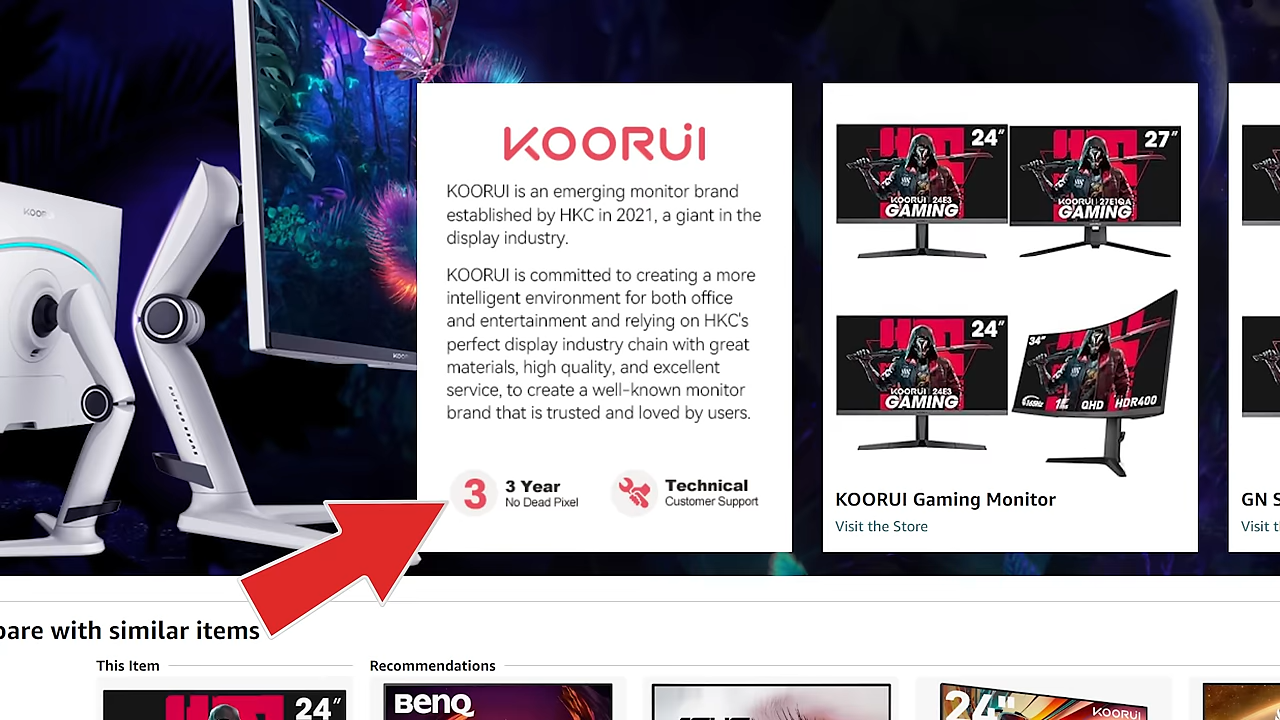 KOORUI
KOORUI is an emerging monitor brand
established by HKC in 2021, a giant in the
display industry.
KOORUI is committed to creating a more
intelligent environment for both office
and entertainment and relying on HKC's
perfect display industry chain with great
materials, high quality, and excellent
service, to create a well-known monitor
brand that is trusted and loved by users.
3
3 Year
No Dead Pixel
Technical
Customer Support
24"
KOORUI 24E3
GAMING
27"
KOORUI 27E1QA
GAMING
24"
KOORUI 24E3
GAMING
34"
QHD
HDR400
KOORUI Gaming Monitor
Visit the Store
GN S
Visit t
pare with similar items
This Item
Recommendations
24"
BenQ
24"
KOORUI